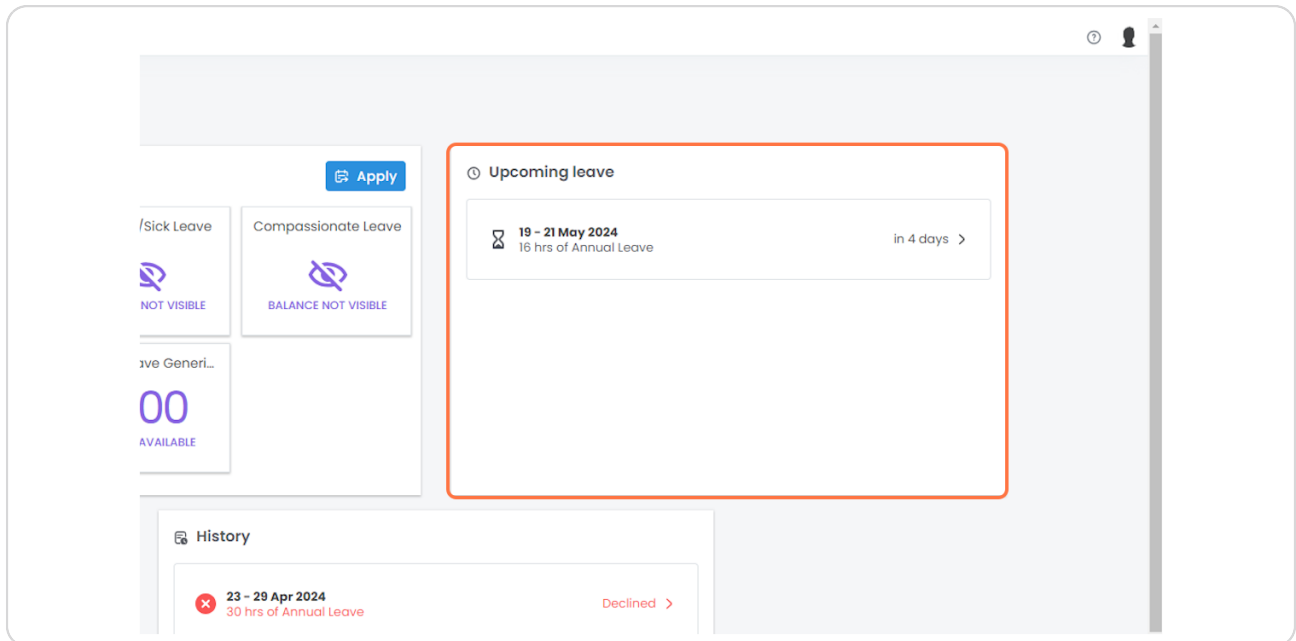 Apply
/Sick Leave
NOT VISIBLE
Compassionate Leave
BALANCE NOT VISIBLE
ave Generi...
00
AVAILABLE
Upcoming leave
19 - 21 May 2024
16 hrs of Annual Leave
in 4 days
History
23 - 29 Apr 2024
30 hrs of Annual Leave
Declined